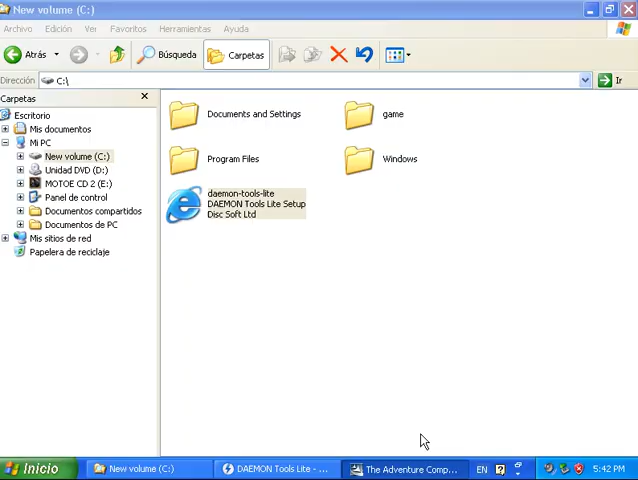 New volume (C:)
Archivo Edición Ver Favoritos Herramientas Ayuda
Atrás Búsqueda Carpetas
Dirección C:\ Ir
Carpetas
Escritorio
Mis documentos
Mi PC
New volume (C:)
Unidad DVD (D:)
MOTOE CD 2 (E:)
Panel de control
Documentos compartidos
Documentos de PC
Mis sitios de red
Papelera de reciclaje
Documents and Settings
game
Program Files
Windows
daemon-tools-lite
DAEMON Tools Lite Setup
Disc Soft Ltd
Inicio New volume (C:) DAEMON Tools Lite - ... The Adventure Comp... EN 5:42 PM